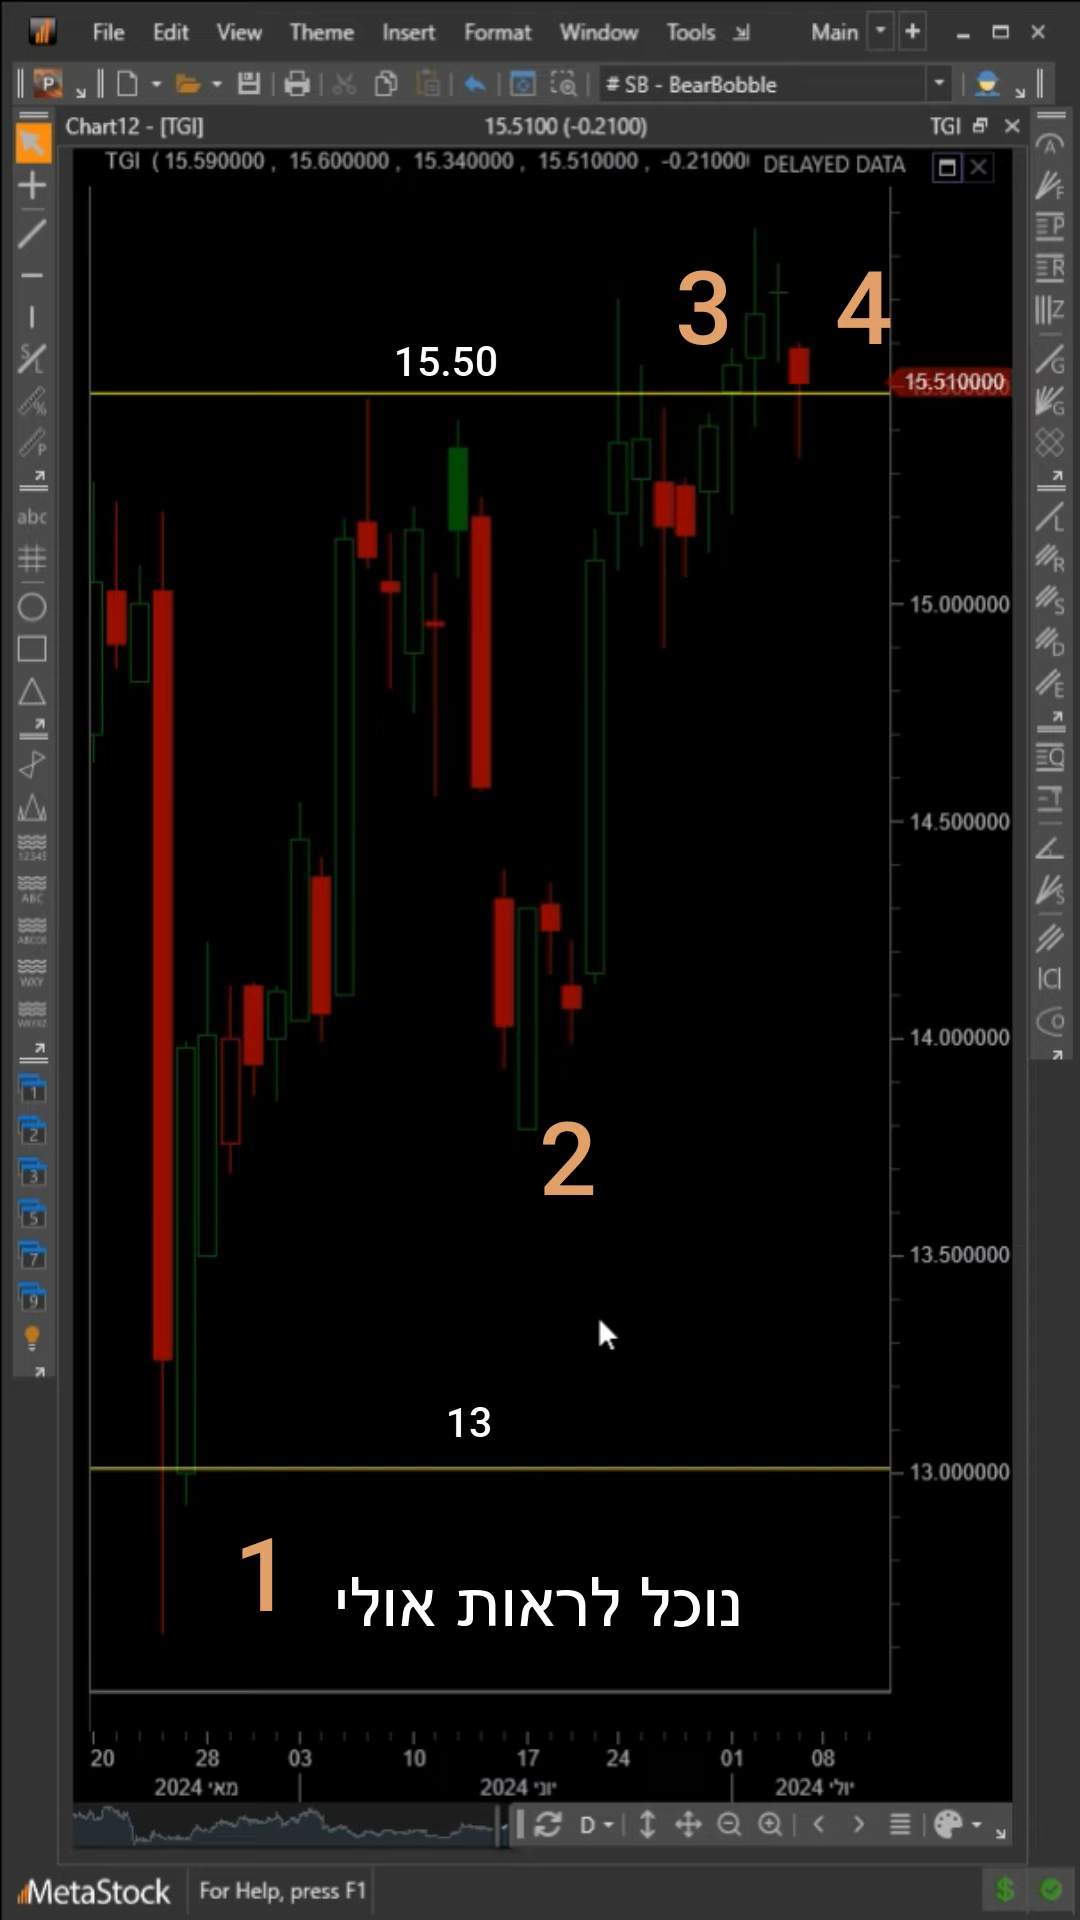 File Edit View Theme Insert Format Window Tools Main
# SB - BearBobble
Chart12 - [TGI] 15.5100 (-0.2100) TGI
TGI ( 15.590000 , 15.600000 , 15.340000 , 15.510000 , -0.21000 DELAYED DATA
3 4
15.50
15.510000
abc
15.000000
14.500000
14.000000
2
13.500000
13
13.000000
1
נוכל לראות אולי
20 28 03 10 17 24 01 08
מאי 2024 יוני 2024 יולי 2024
D
MetaStock For Help, press F1